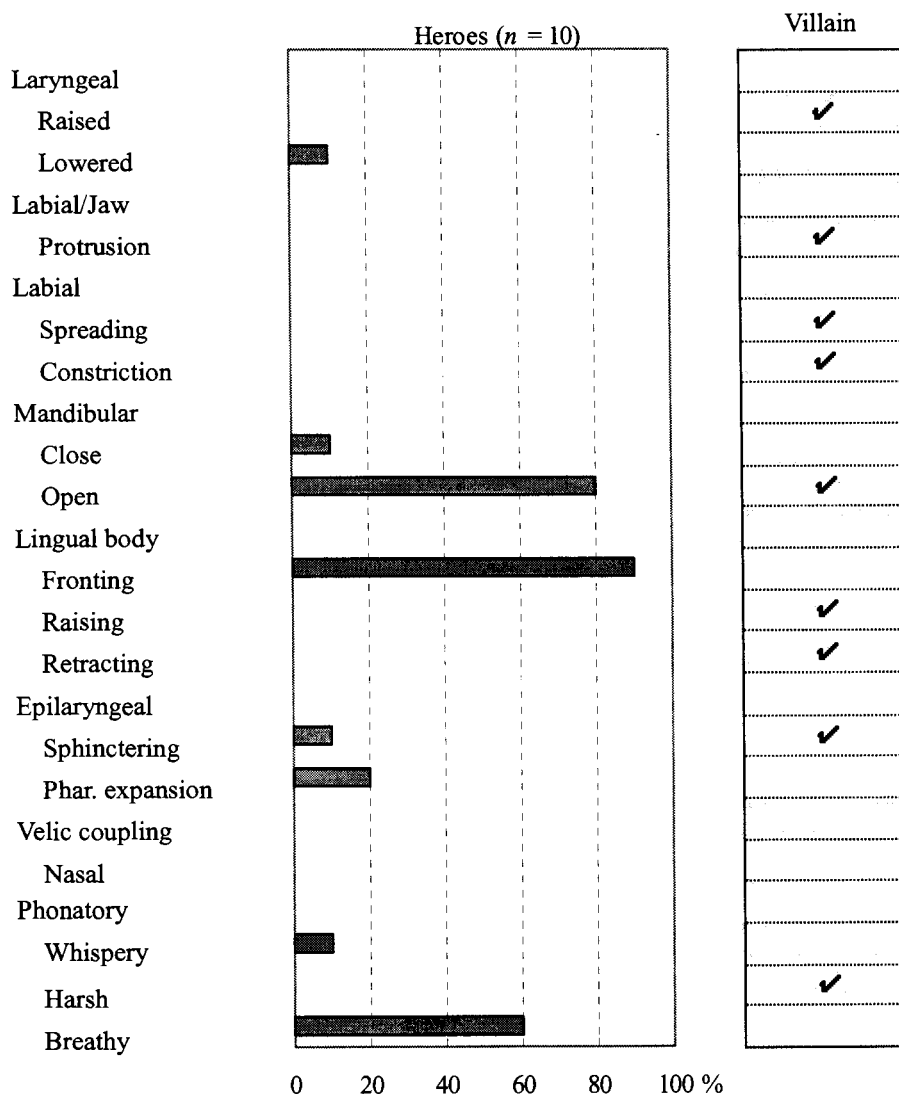 Heroes (n = 10)
Villain
Laryngeal
Raised
Lowered
Labial/Jaw
Protrusion
Labial
Spreading
Constriction
Mandibular
Close
Open
Lingual body
Fronting
Raising
Retracting
Epilaryngeal
Sphinctering
Phar. expansion
Velic coupling
Nasal
Phonatory
Whispery
Harsh
Breathy
0 20 40 60 80 100 %